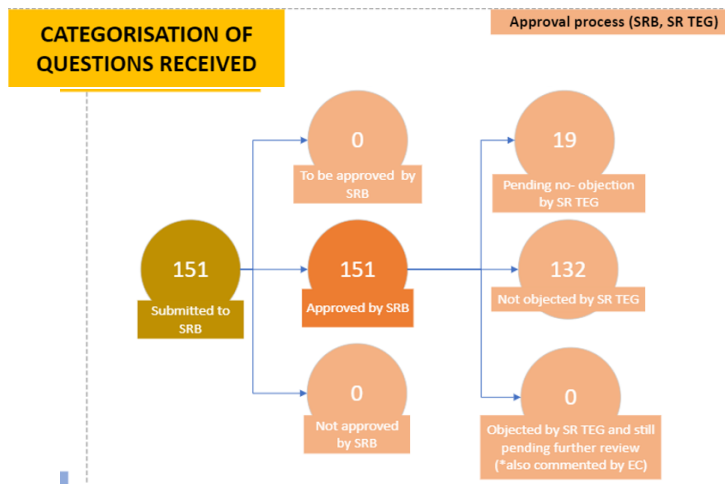 CATEGORISATION OF
QUESTIONS RECEIVED
Approval process (SRB, SR TEG)
151
Submitted to
SRB
0
To be approved by
SRB
151
Approved by SRB
0
Not approved
by SRB
19
Pending no- objection
by SR TEG
132
Not objected by SR TEG
0
Objected by SR TEG and still
pending further review
(*also commented by EC)